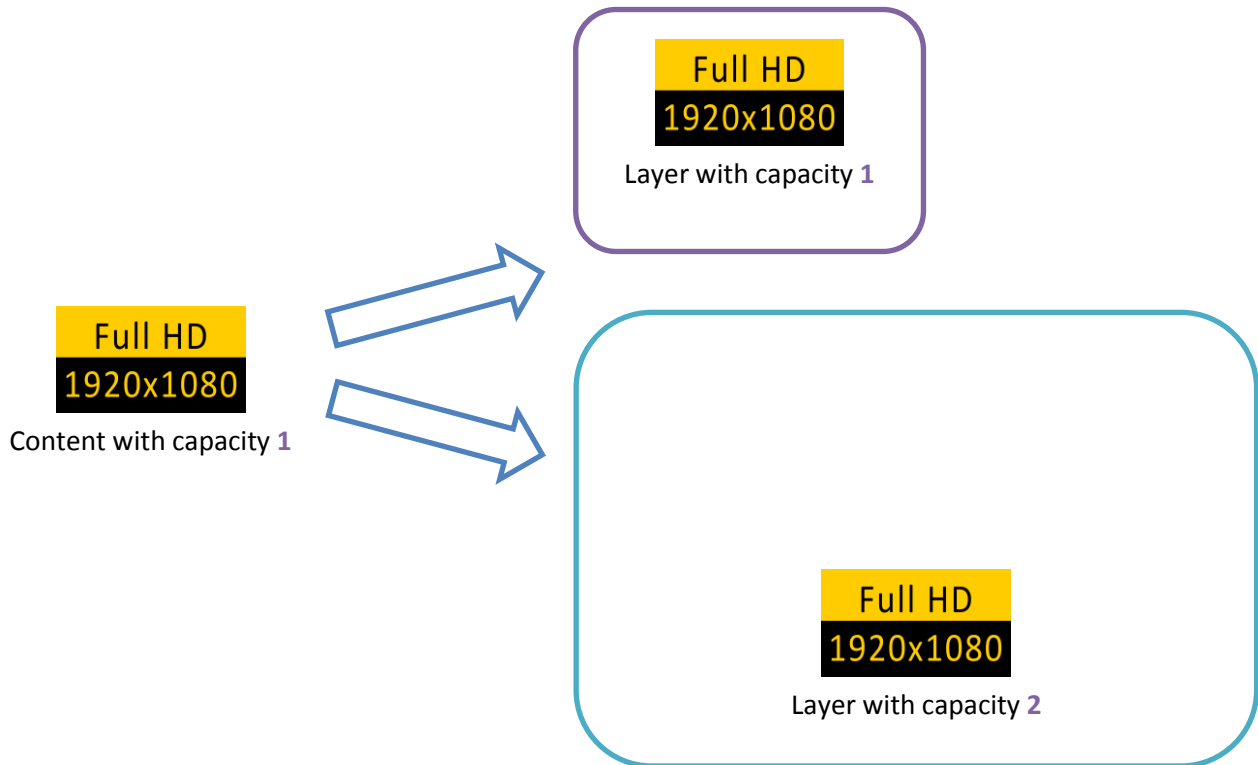 Full HD
1920x1080
Layer with capacity 1
Full HD
1920x1080
Content with capacity 1
Full HD
1920x1080
Layer with capacity 2